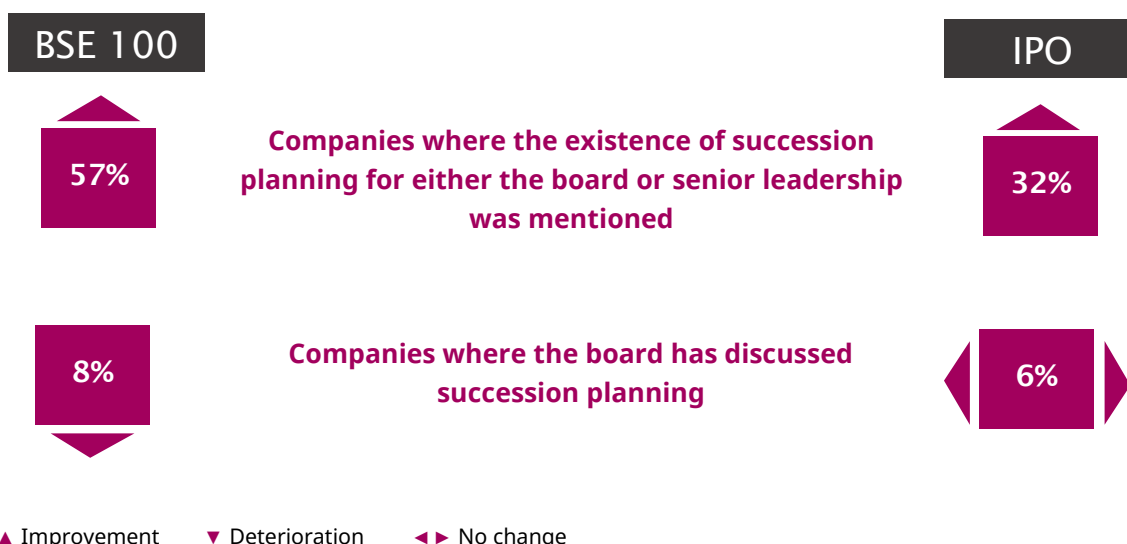 BSE 100
IPO
57%
Companies where the existence of succession
planning for either the board or senior leadership
was mentioned
32%
8%
Companies where the board has discussed
succession planning
6%
▲ Improvement ▼ Deterioration ◄► No change